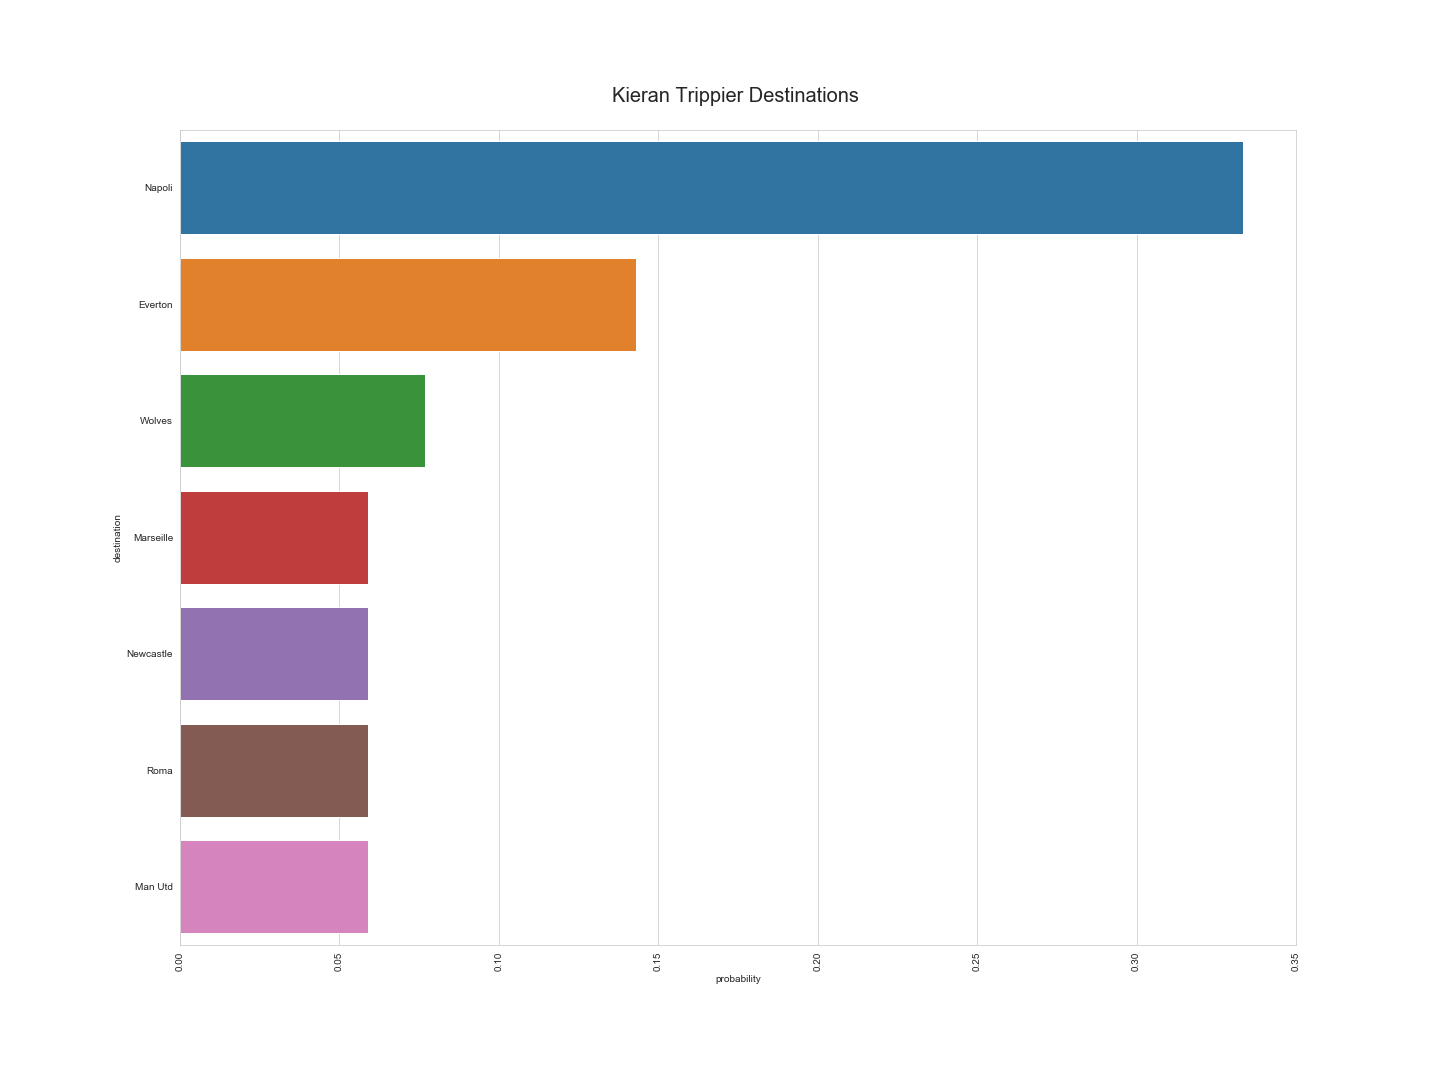 Kieran Trippier Destinations
Napoli
Everton
Wolves
Marseille
Newcastle
Roma
Man Utd
destination
0.00 0.05 0.10 0.15 0.20 0.25 0.30 0.35
probability